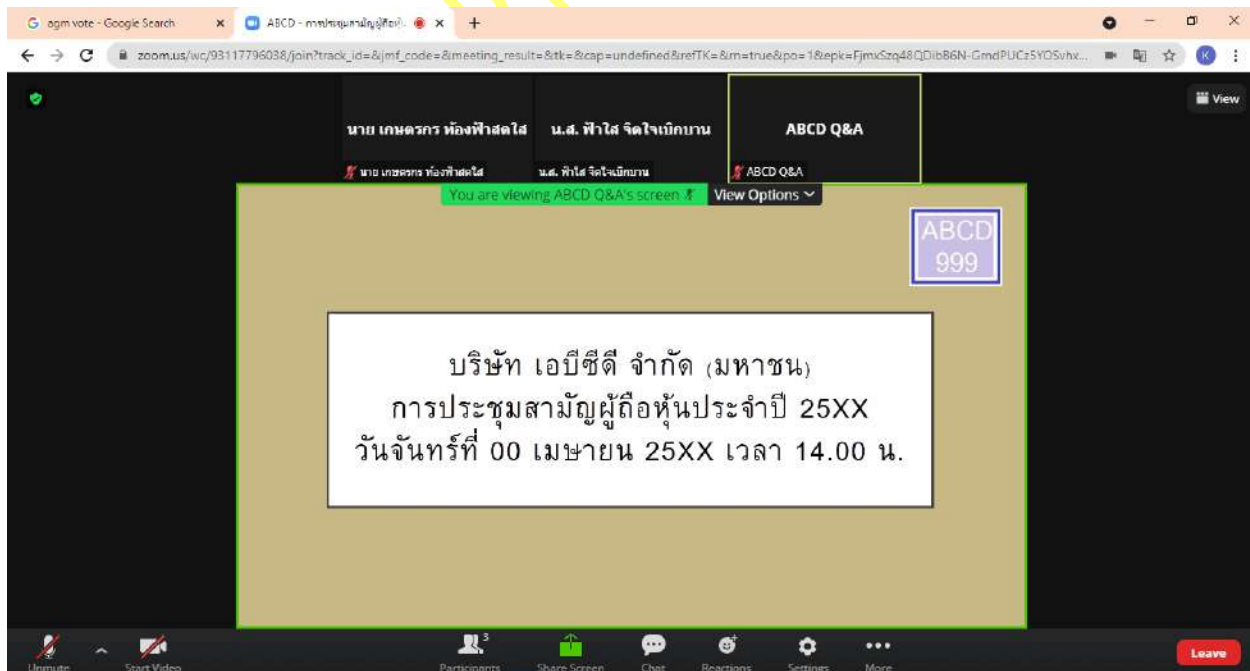 agm vote - Google Search
ABCD - การประชุมสามัญผู้ถือหุ้
zoom.us/wc/93117796038/join?track_id=&jmf_code=&meeting_result=&tk=&cap=undefined&refTK=&rn=true&po=1&epk=
View
นาย เกษตรกร ท้องฟ้าสดใส
น.ส. ฟ้าใส จิตใจเบิกบาน
ABCD Q&A
นาย เกษตรกร ท้องฟ้าสดใส
น.ส. ฟ้าใส จิตใจเบิกบาน
ABCD Q&A
You are viewing ABCD Q&A's screen
View Options
ABCD
999
บริษัท เอบีซีดี จำกัด (มหาชน)
การประชุมสามัญผู้ถือหุ้นประจำปี 25XX
วันจันทร์ที่ 00 เมษายน 25XX เวลา 14.00 น.
Unmute
Start Video
Participants
3
Share Screen
Chat
Reactions
Settings
More
Leave
K